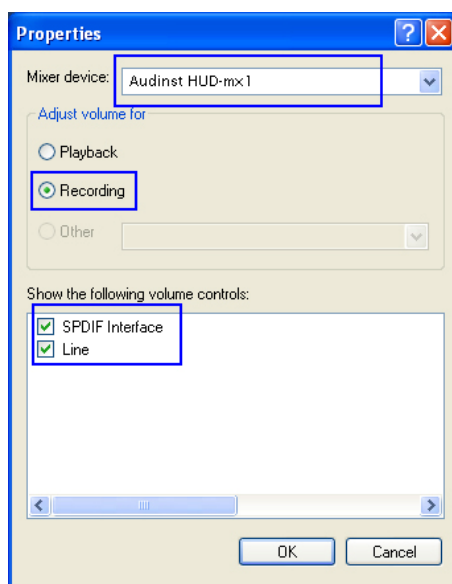 Properties
Mixer device: Audinst HUD-mx1
Adjust volume for
Playback
Recording
Other
Show the following volume controls:
SPDIF Interface
Line
OK Cancel